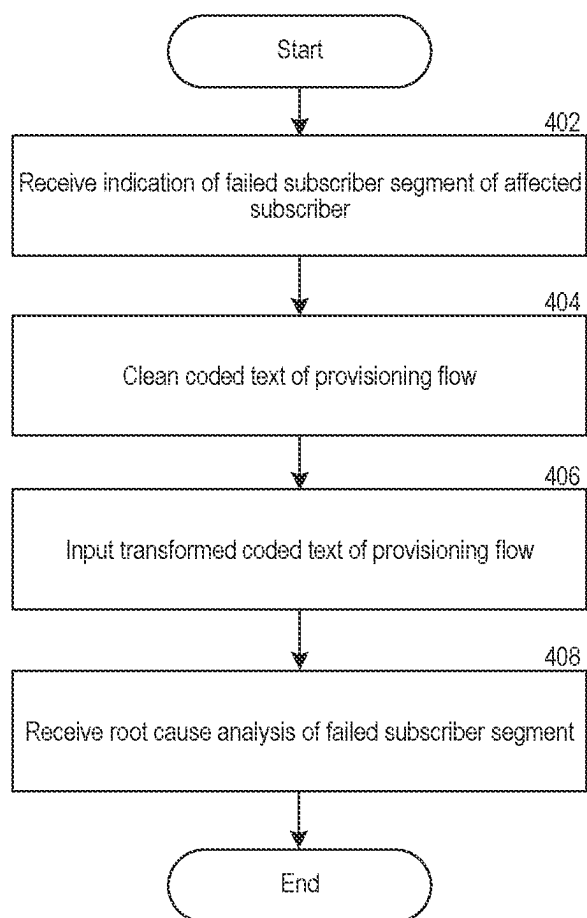 Start
402
Receive indication of failed subscriber segment of affected
subscriber
404
Clean coded text of provisioning flow
406
Input transformed coded text of provisioning flow
408
Receive root cause analysis of failed subscriber segment
End